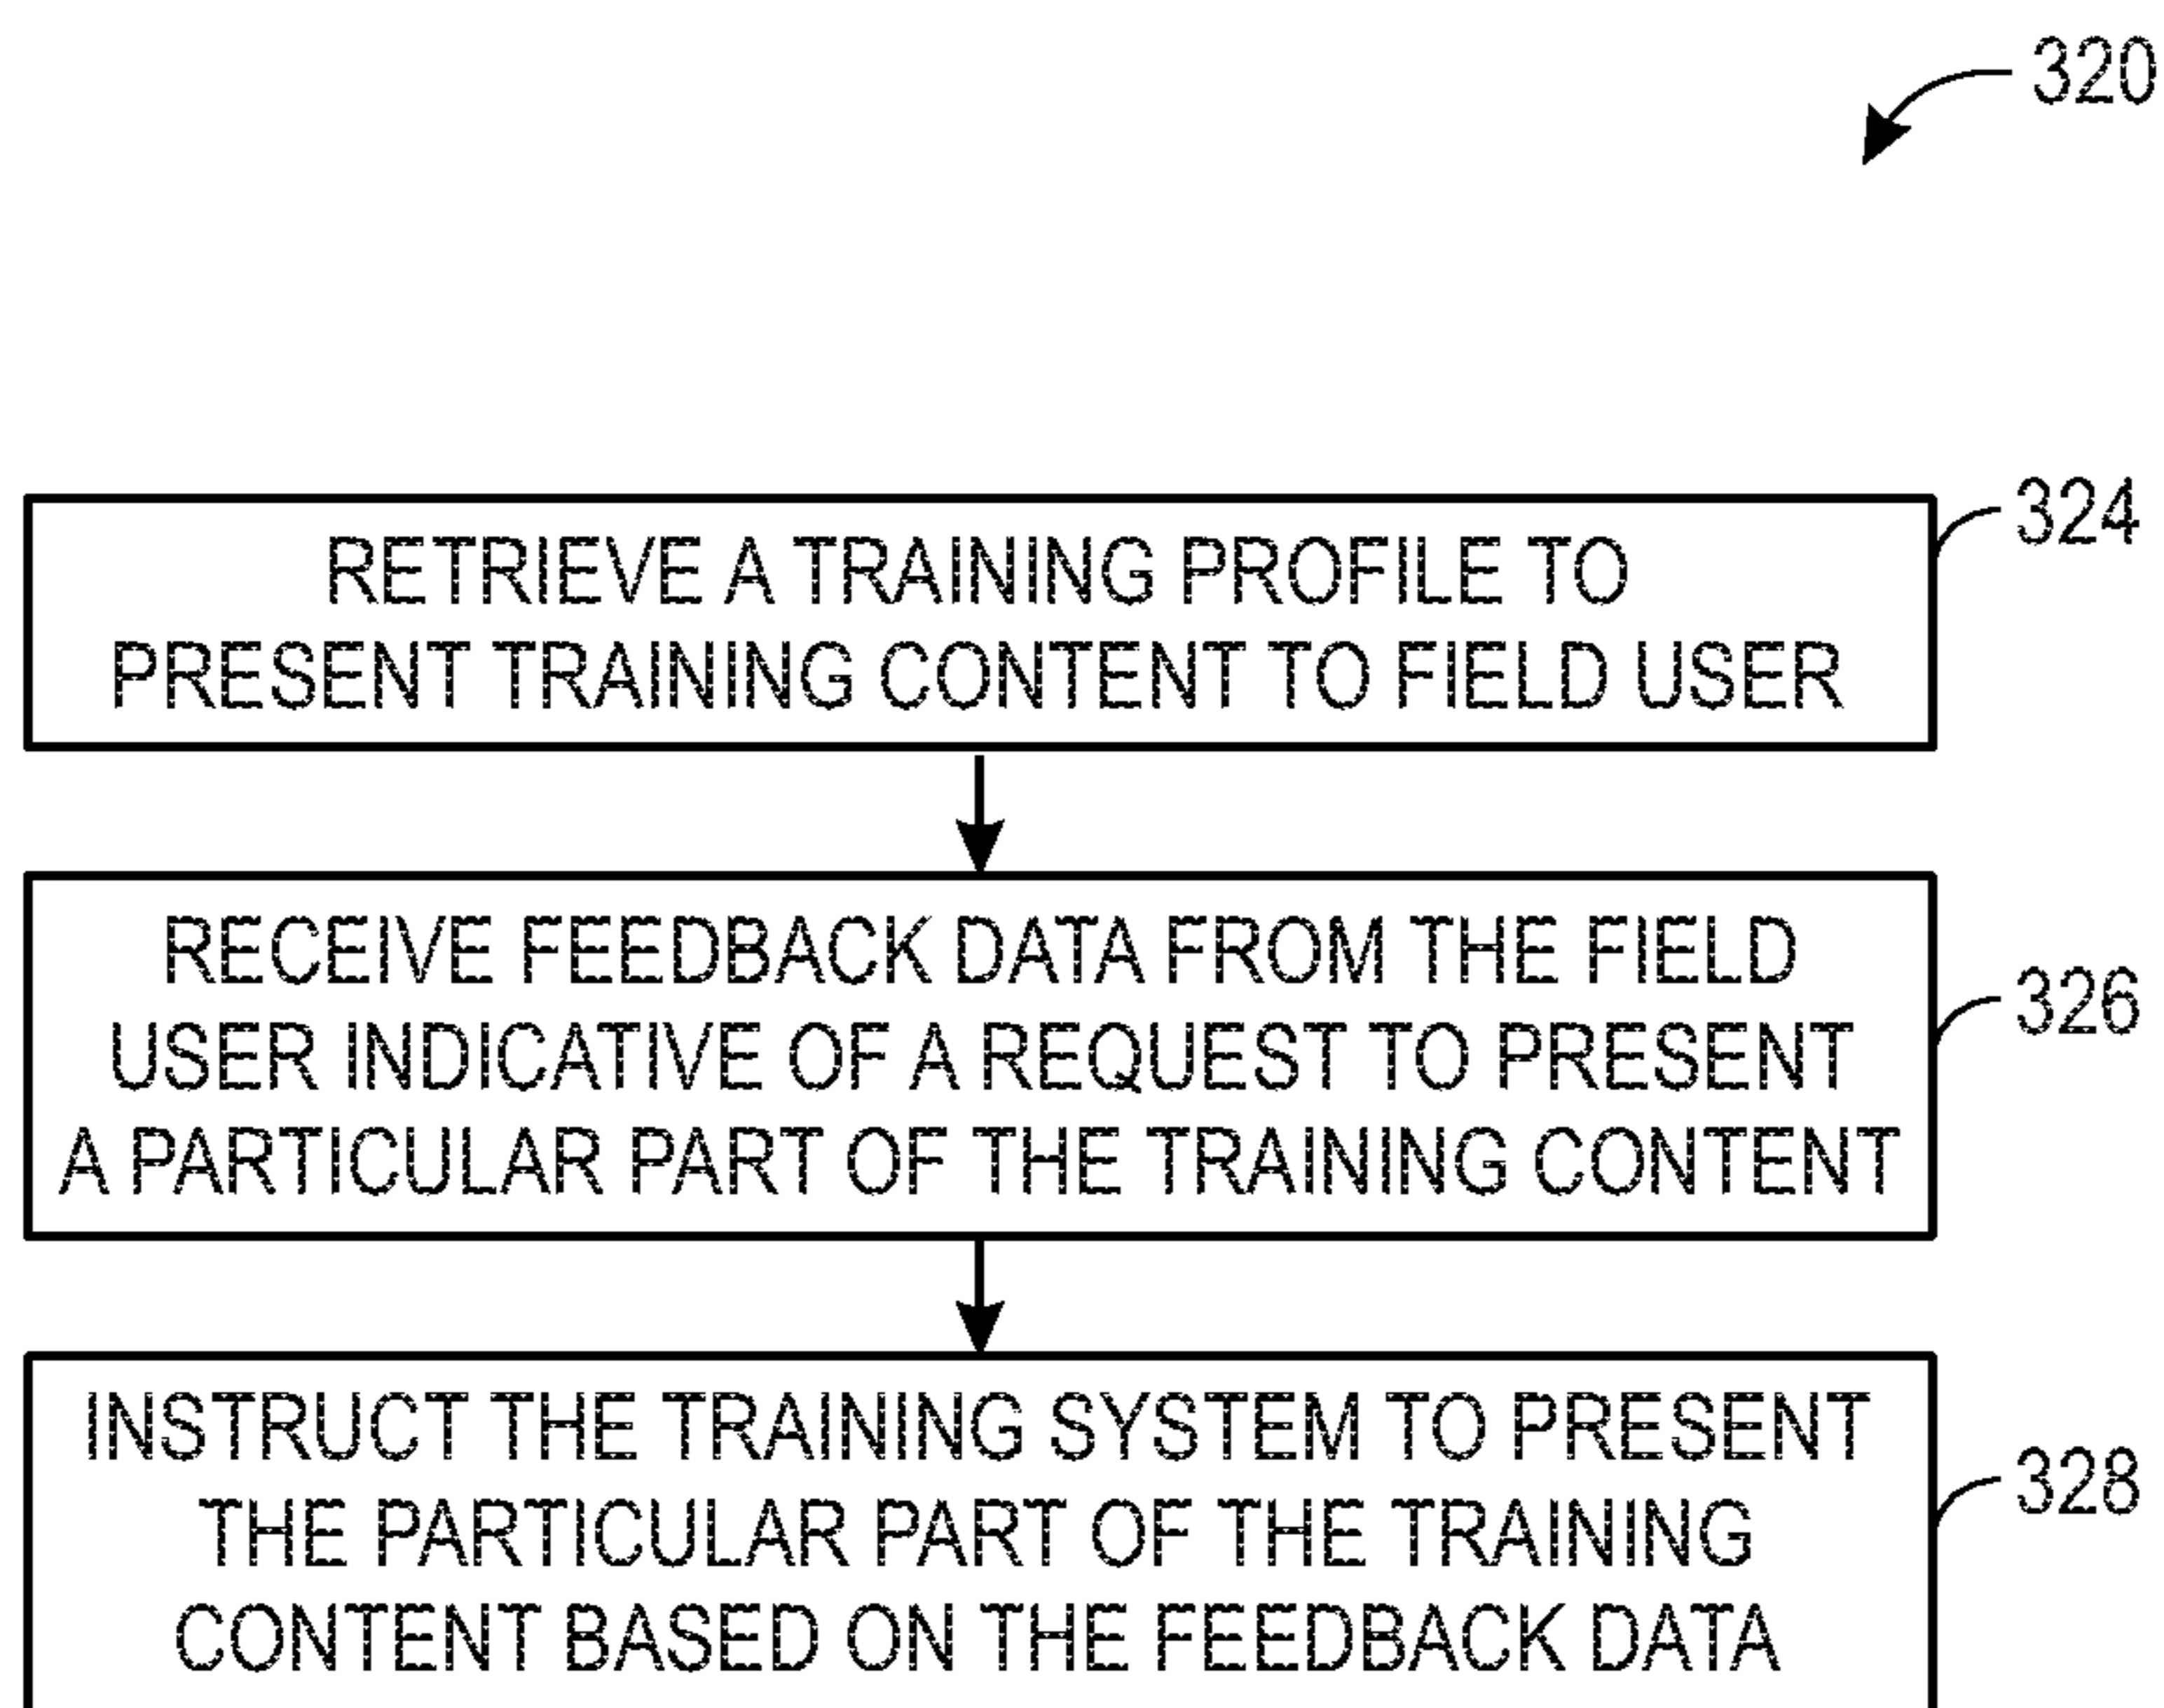 320
324
RETRIEVE A TRAINING PROFILE TO
PRESENT TRAINING CONTENT TO FIELD USER
RECEIVE FEEDBACK DATA FROM THE FIELD
326
USER INDICATIVE OF A REQUEST TO PRESENT
A PARTICULAR PART OF THE TRAINING CONTENT
INSTRUCT THE TRAINING SYSTEM TO PRESENT
328
THE PARTICULAR PART OF THE TRAINING
CONTENT BASED ON THE FEEDBACK DATA